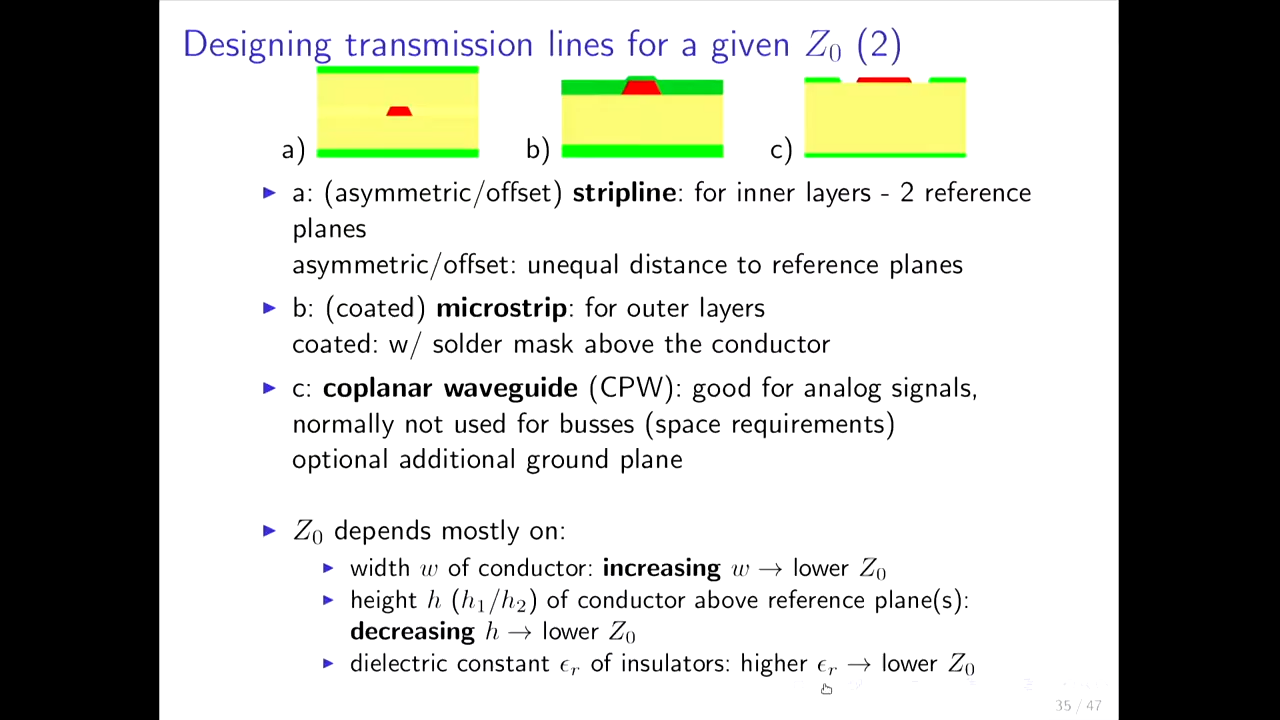 Designing transmission lines for a given Z₀ (2)
a) b) c)
a: (asymmetric/offset) stripline: for inner layers - 2 reference
planes
asymmetric/offset: unequal distance to reference planes
b: (coated) microstrip: for outer layers
coated: w/ solder mask above the conductor
c: coplanar waveguide (CPW): good for analog signals,
normally not used for busses (space requirements)
optional additional ground plane
Z₀ depends mostly on:
width w of conductor: increasing w → lower Z₀
height h (h₁/h₂) of conductor above reference plane(s):
decreasing h → lower Z₀
dielectric constant ϵᵣ of insulators: higher ϵᵣ → lower Z₀
35 / 47